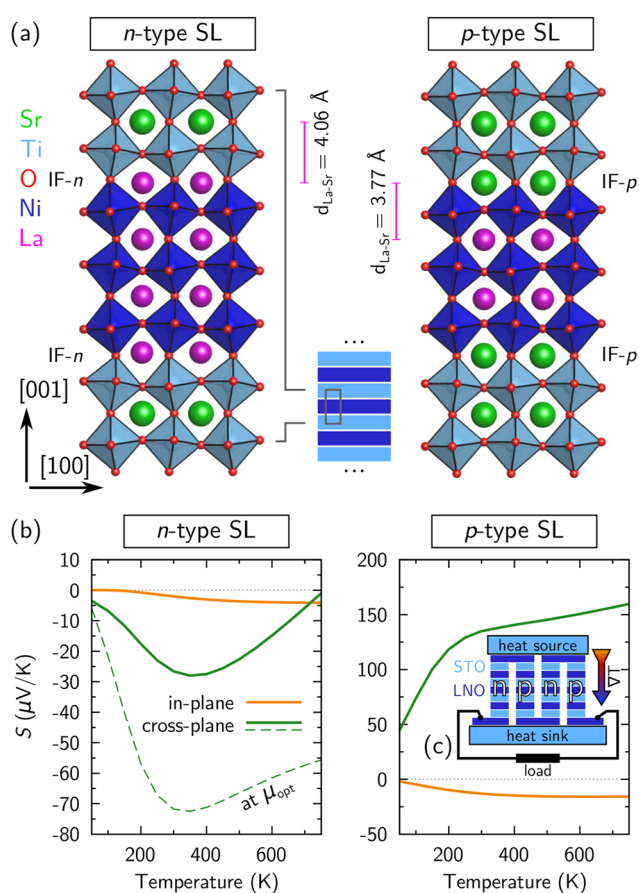 (a)
n-type SL
p-type SL
Sr
Ti
O
Ni
La
IF-n
IF-n
d_La-Sr = 4.06 Å
d_La-Sr = 3.77 Å
IF-p
IF-p
[001]
[100]
...
...
(b)
n-type SL
p-type SL
S (μV/K)
10
0
-10
-20
-30
-40
-50
-60
-70
-80
in-plane
cross-plane
at μopt
200 400 600
Temperature (K)
200
150
100
50
0
-50
heat source
STO
LNO
n p n p
ΔT
(c)
heat sink
load
200 400 600
Temperature (K)